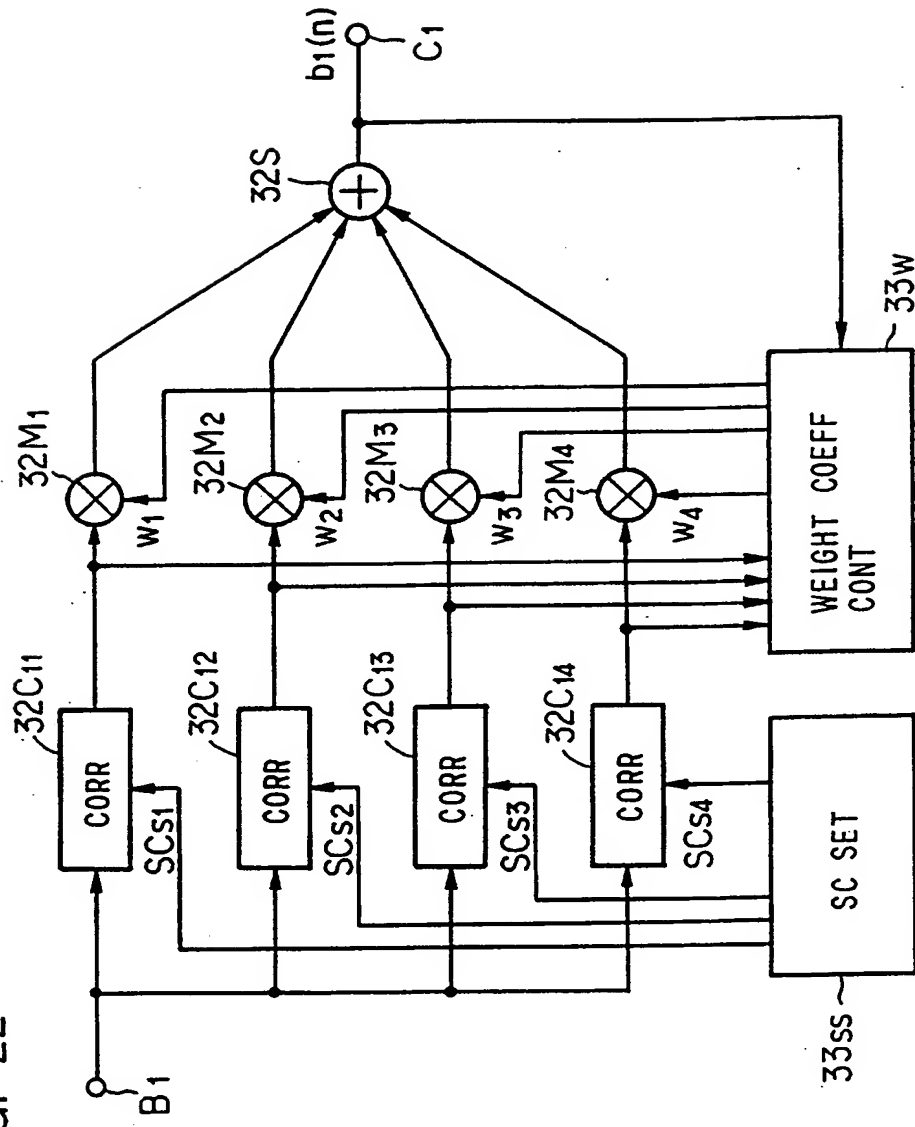 b1(n)
C1
32S
32M1
32M2
32M3
32M4
W1
W2
W3
W4
33w
WEIGHT COEFF
CONT
32C11
32C12
32C13
32C14
CORR
CORR
CORR
CORR
SCs1
SCs2
SCs3
SCs4
SC SET
33ss
B1